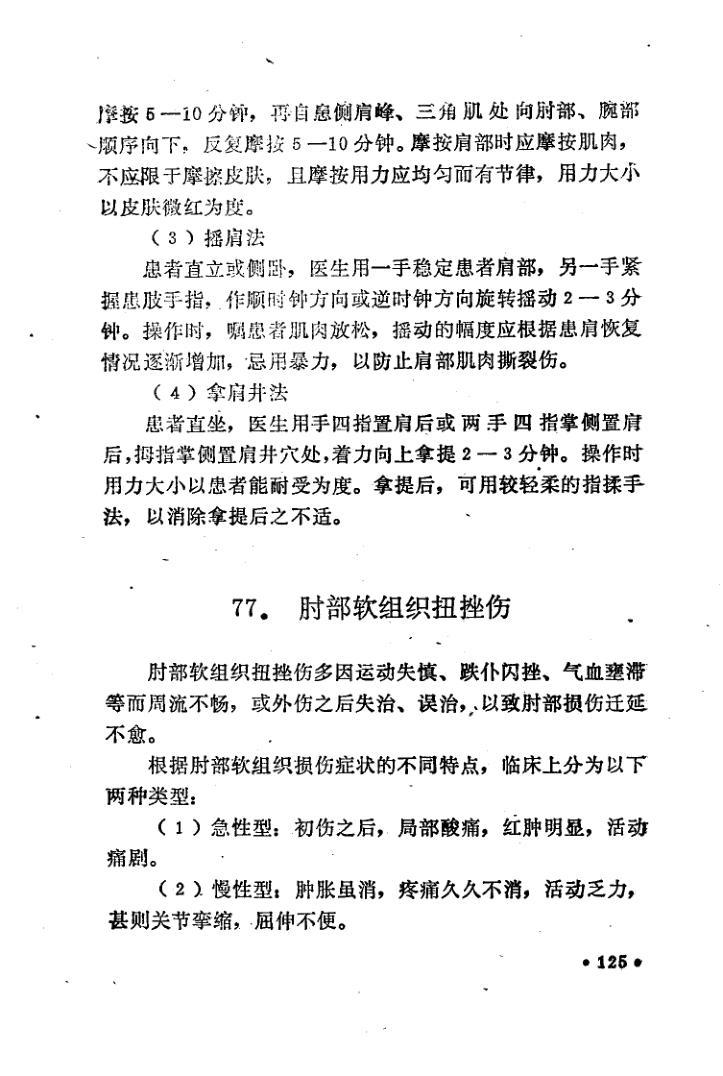 摩按5—10分钟，再自患侧肩峰、三角肌处向肘部、腕部
顺序向下，反复摩按5—10分钟。摩按肩部时应摩按肌肉，
不应限于摩擦皮肤，且摩按用力应均匀而有节律，用力大小
以皮肤微红为度。
（3）摇肩法
患者直立或侧卧，医生用一手稳定患者肩部，另一手紧
握患肢手指，作顺时钟方向或逆时钟方向旋转摇动2—3分
钟。操作时，嘱患者肌肉放松，摇动的幅度应根据患肩恢复
情况逐渐增加，忌用暴力，以防止肩部肌肉撕裂伤。
（4）拿肩井法
患者直坐，医生用手四指置肩后或两手四指掌侧置肩
后，拇指掌侧置肩井穴处，着力向上拿提2—3分钟。操作时
用力大小以患者能耐受为度。拿提后，可用较轻柔的指揉手
法，以消除拿提后之不适。
77. 肘部软组织扭挫伤
肘部软组织扭挫伤多因运动失慎、跌仆闪挫、气血壅滞
等而周流不畅，或外伤之后失治、误治，以致肘部损伤迁延
不愈。
根据肘部软组织损伤症状的不同特点，临床上分为以下
两种类型：
（1）急性型：初伤之后，局部酸痛，红肿明显，活动
痛剧。
（2）慢性型：肿胀虽消，疼痛久久不消，活动乏力，
甚则关节挛缩，屈伸不便。
•125•